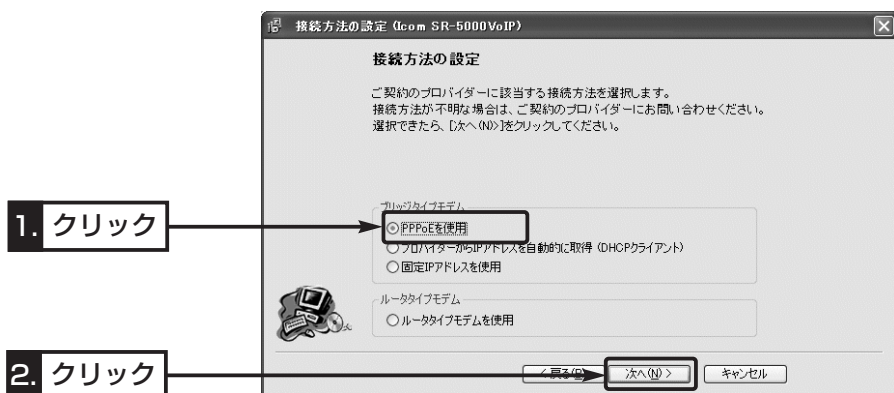 接続方法の設定 (Icom SR-5000VoIP)
接続方法の設定
ご契約のプロバイダーに該当する接続方法を選択します。
接続方法が不明な場合は、ご契約のプロバイダーにお問い合わせください。
選択できたら、[次へ(N)>]をクリックしてください。
ブリッジタイプモデム
1. クリック
PPPoEを使用
プロバイダーからIPアドレスを自動的に取得 (DHCPクライアント)
固定IPアドレスを使用
ルータタイプモデム
ルータタイプモデムを使用
2. クリック
< 戻る(B)
次へ(N) >
キャンセル